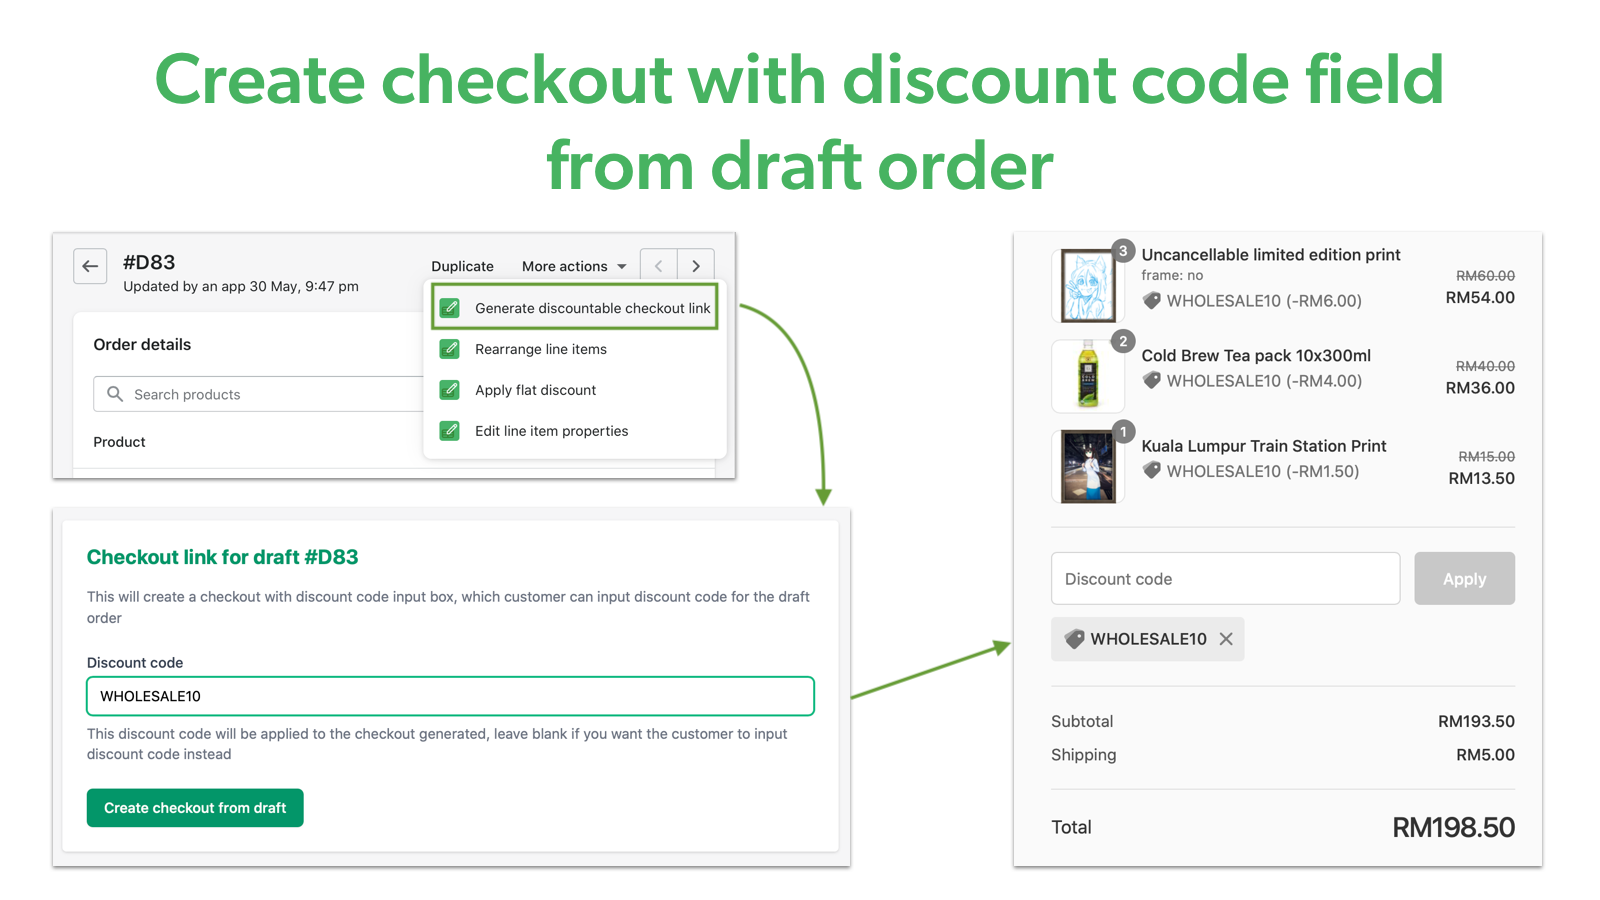 Create checkout with discount code field
from draft order
#D83
Updated by an app 30 May, 9:47 pm
Duplicate
More actions
Generate discountable checkout link
Rearrange line items
Apply flat discount
Edit line item properties
Order details
Search products
Product
Checkout link for draft #D83
This will create a checkout with discount code input box, which customer can input discount code for the draft
order
Discount code
WHOLESALE10
This discount code will be applied to the checkout generated, leave blank if you want the customer to input
discount code instead
Create checkout from draft
3
Uncancellable limited edition print
frame: no
WHOLESALE10 (-RM6.00)
RM60.00
RM54.00
2
Cold Brew Tea pack 10x300ml
WHOLESALE10 (-RM4.00)
RM40.00
RM36.00
1
Kuala Lumpur Train Station Print
WHOLESALE10 (-RM1.50)
RM15.00
RM13.50
Discount code
Apply
WHOLESALE10
Subtotal
RM193.50
Shipping
RM5.00
Total
RM198.50